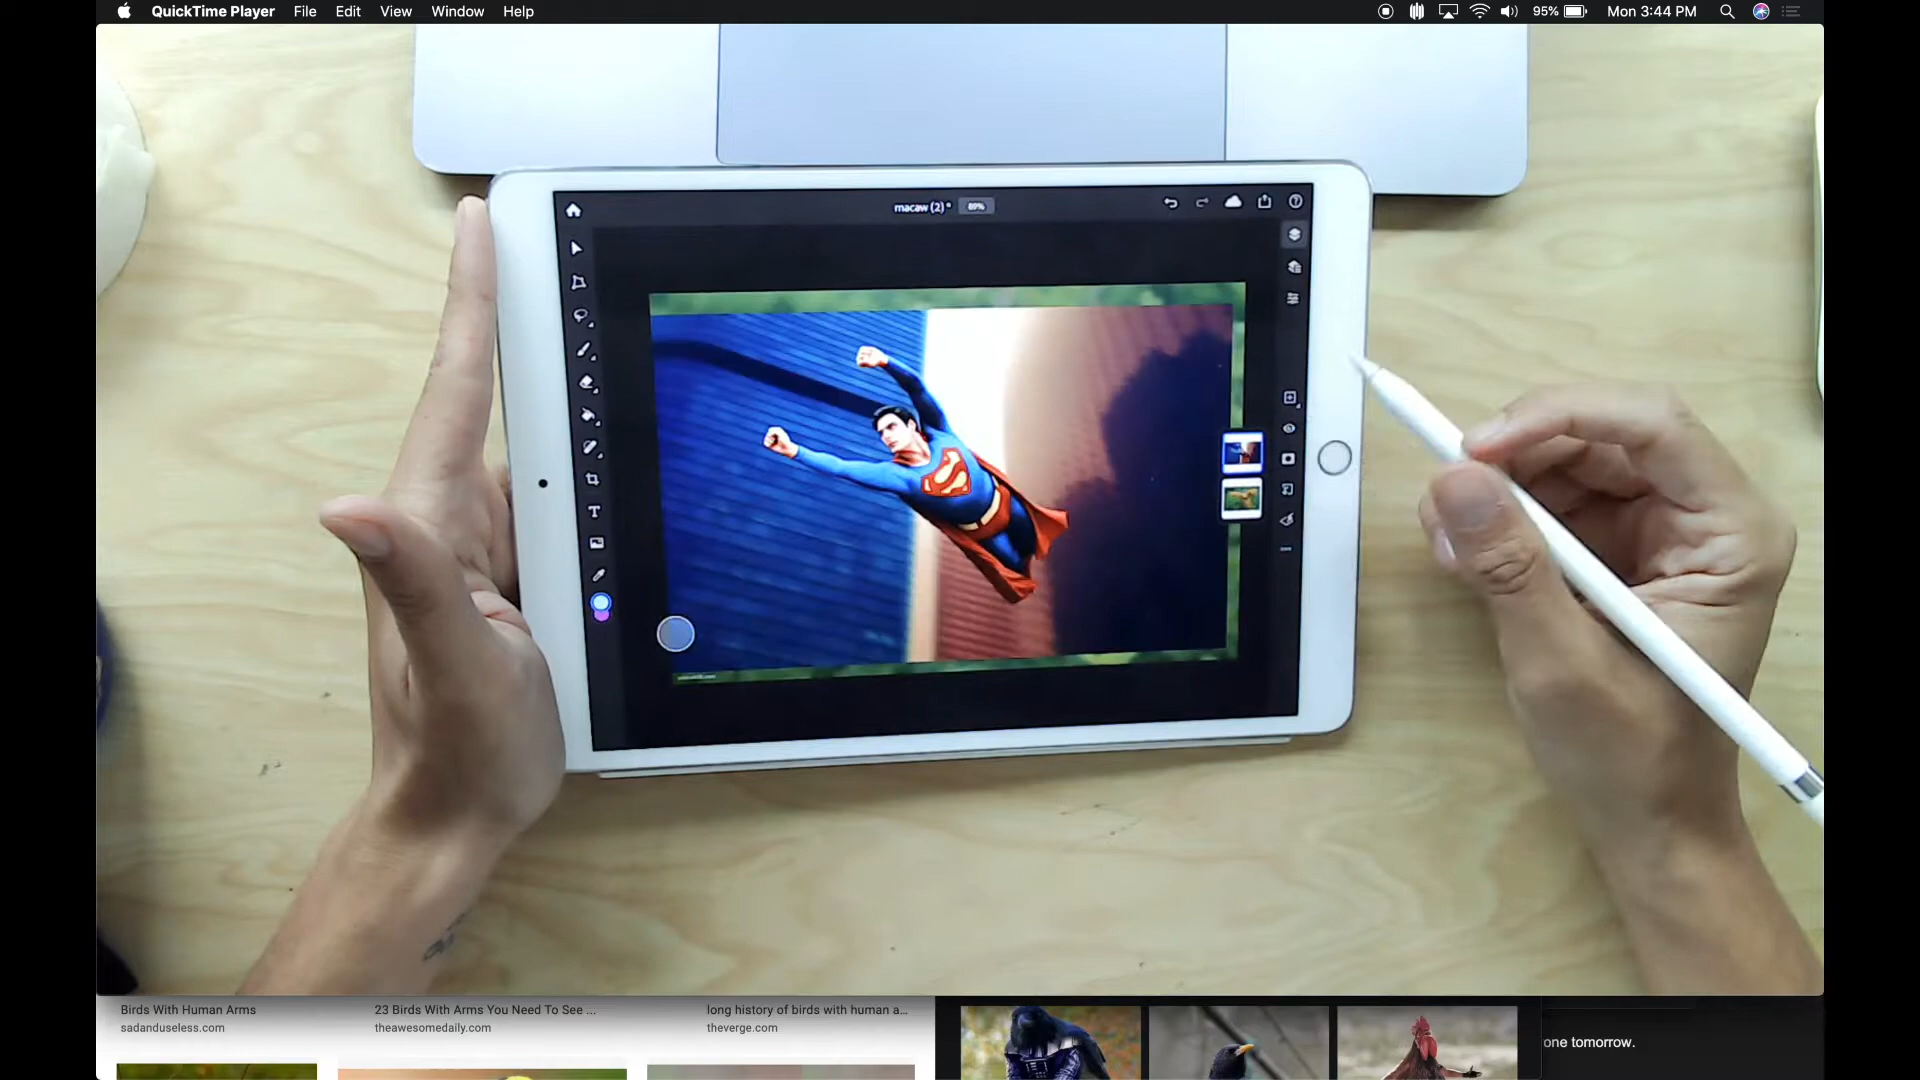 QuickTime Player File Edit View Window Help 95% Mon 3:44 PM
macaw (2) * 89%
T
S
Birds With Human Arms
sadanduseless.com
23 Birds With Arms You Need To See ...
theawesomedaily.com
long history of birds with human a...
theverge.com
one tomorrow.